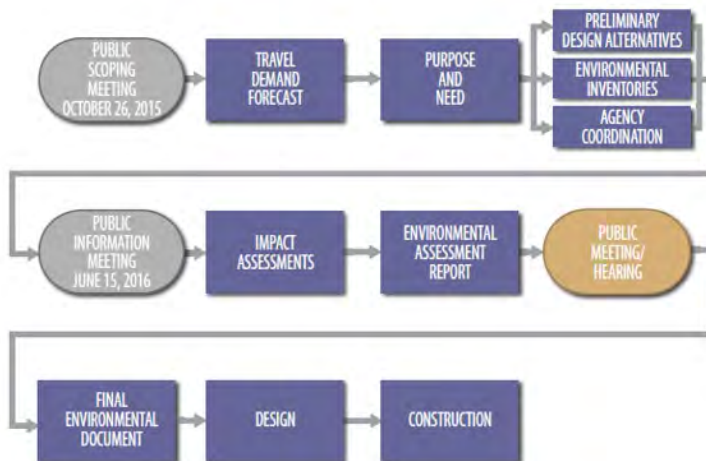 PUBLIC
SCOPING
MEETING
OCTOBER 26, 2015
TRAVEL
DEMAND
FORECAST
PURPOSE
AND
NEED
PRELIMINARY
DESIGN ALTERNATIVES
ENVIRONMENTAL
INVENTORIES
AGENCY
COORDINATION
PUBLIC
INFORMATION
MEETING
JUNE 15, 2016
IMPACT
ASSESSMENTS
ENVIRONMENTAL
ASSESSMENT
REPORT
PUBLIC
MEETING/
HEARING
FINAL
ENVIRONMENTAL
DOCUMENT
DESIGN
CONSTRUCTION